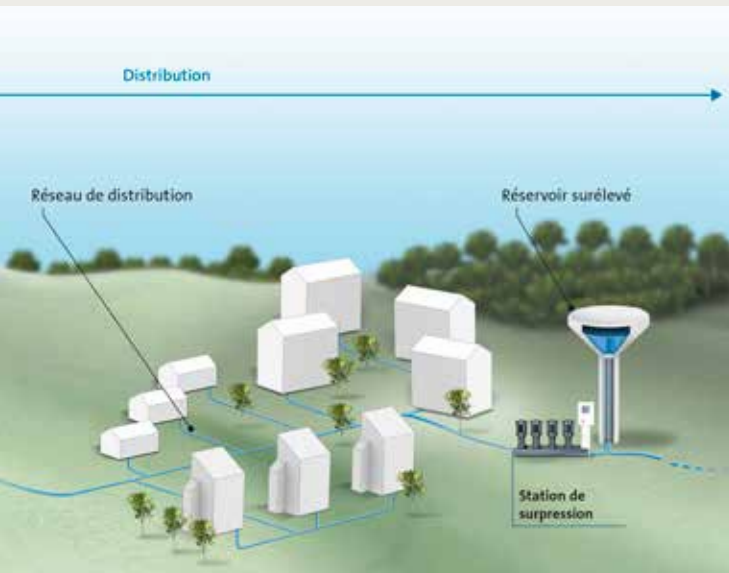 Distribution
Réseau de distribution
Réservoir surélevé
Station de
surpression